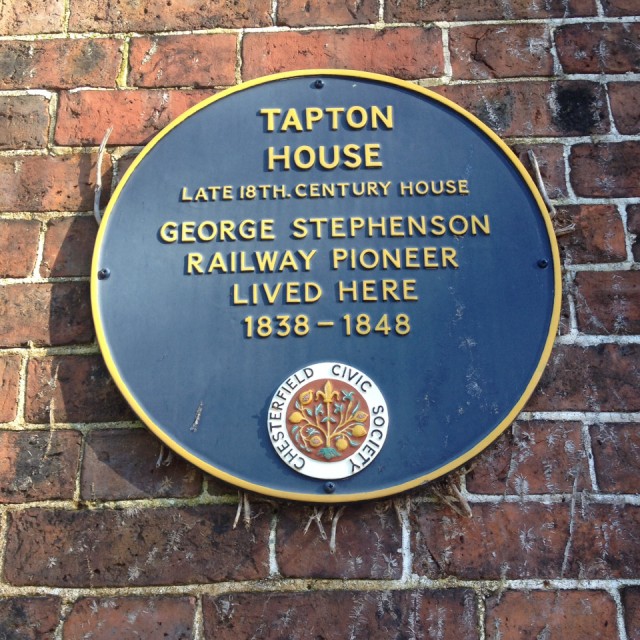 TAPTON
HOUSE
LATE 18TH. CENTURY HOUSE
GEORGE STEPHENSON
RAILWAY PIONEER
LIVED HERE
1838 – 1848
CHESTERFIELD CIVIC SOCIETY